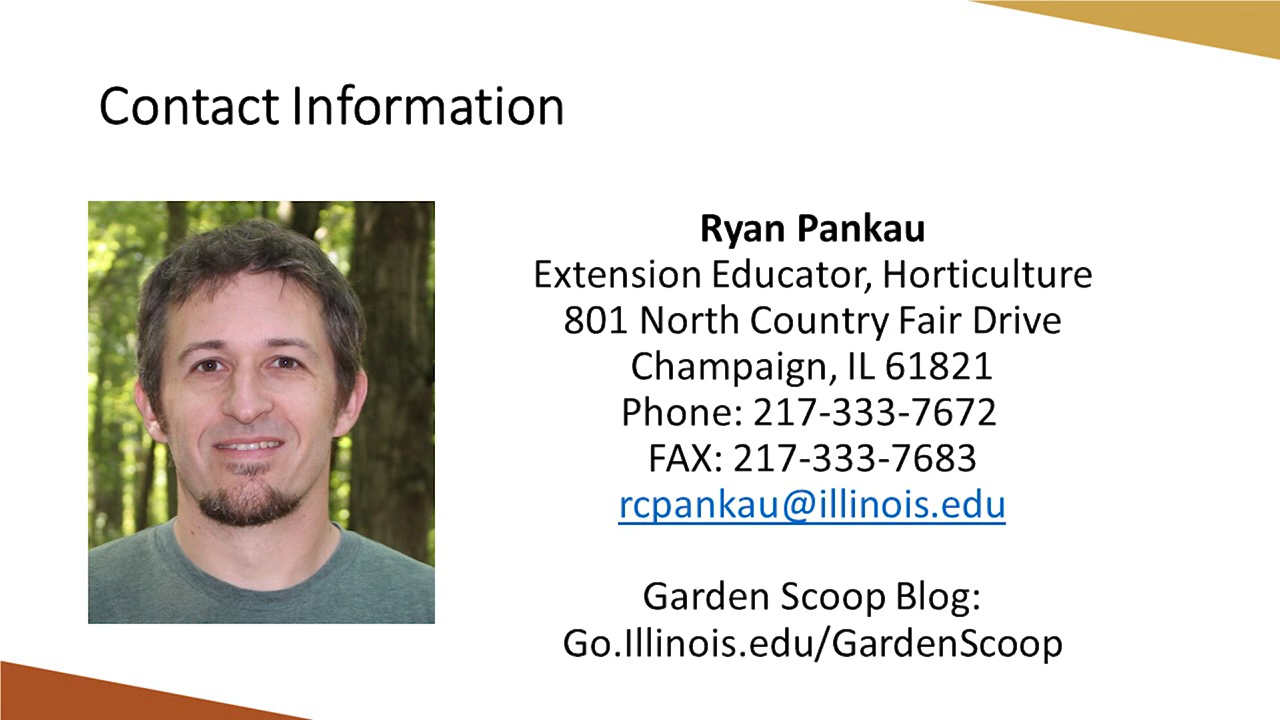 Contact Information
Ryan Pankau
Extension Educator, Horticulture
801 North Country Fair Drive
Champaign, IL 61821
Phone: 217-333-7672
FAX: 217-333-7683
rcpankau@illinois.edu
Garden Scoop Blog:
Go.Illinois.edu/GardenScoop